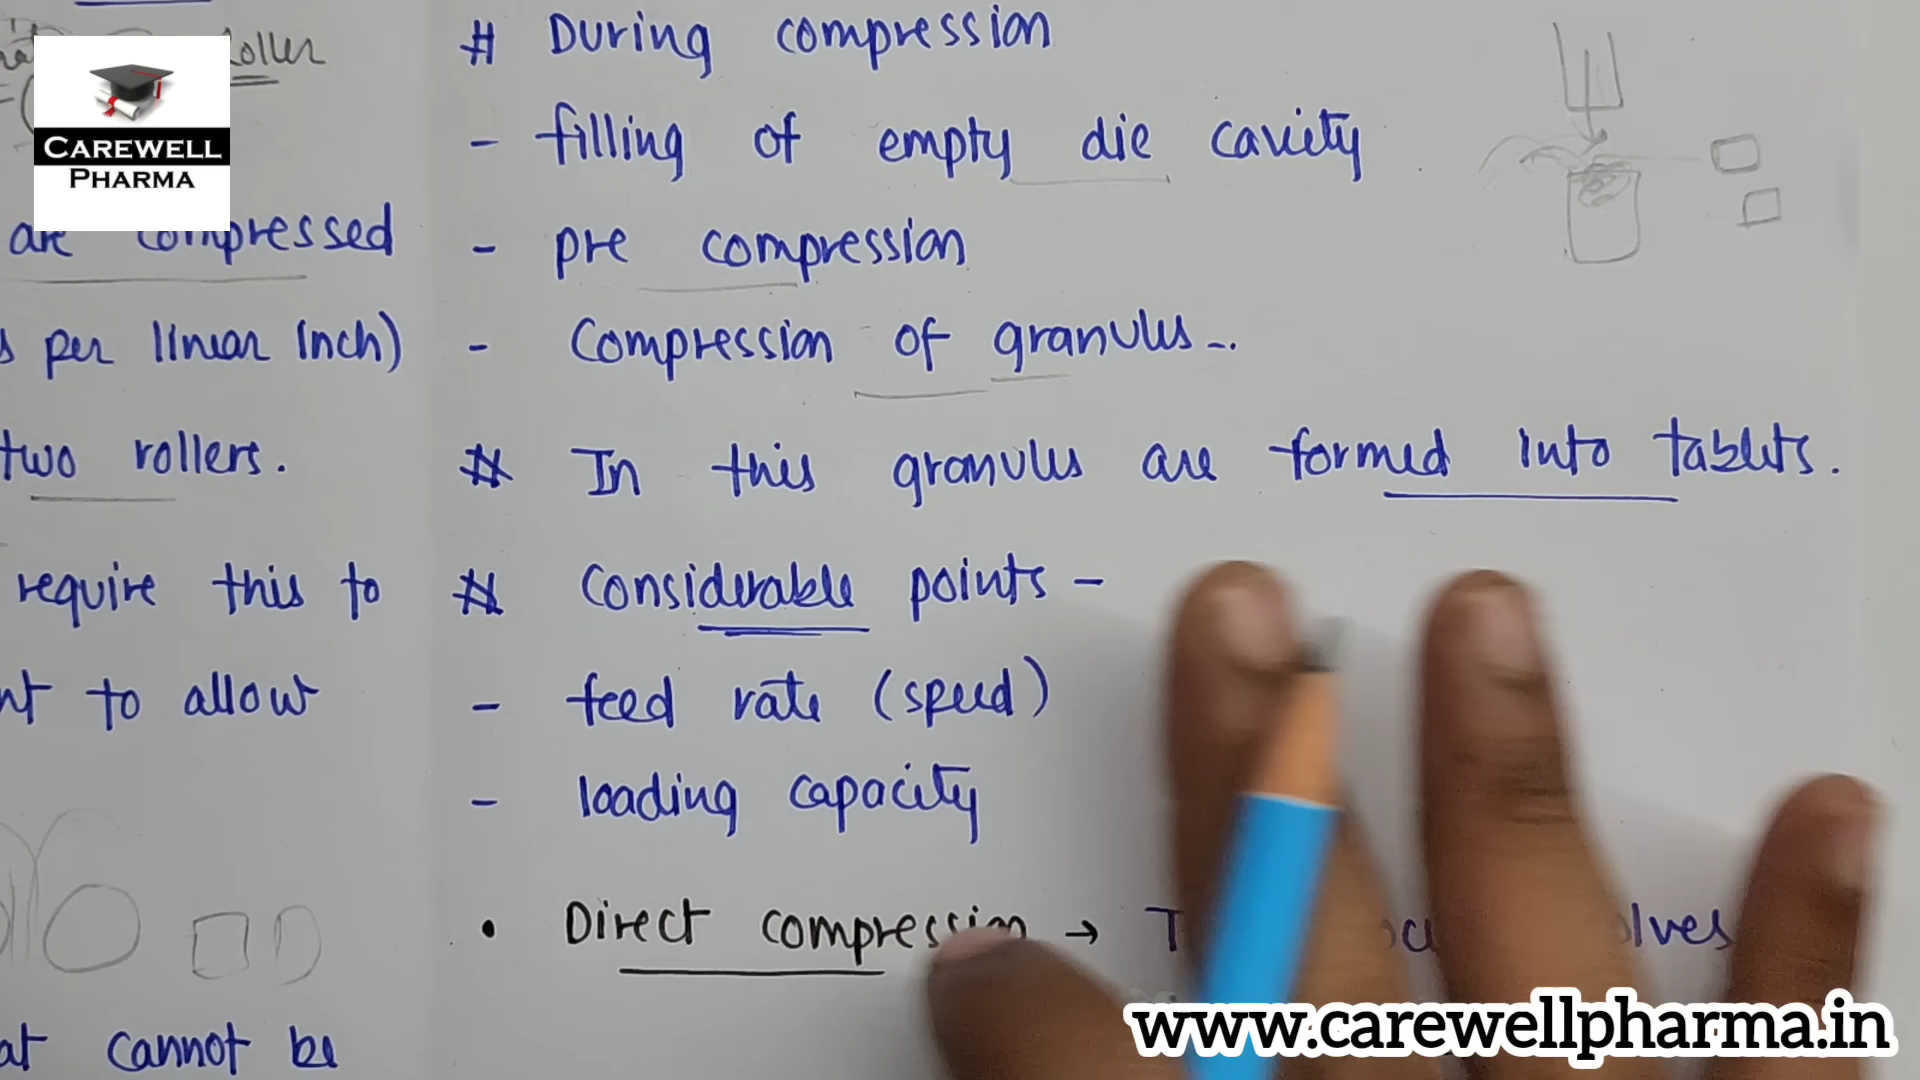 Roller
CAREWELL
PHARMA
are compressed
per linear inch)
two rollers.
require this to
to allow
cannot be
# During compression
- filling of empty die cavity
- pre compression
- Compression of granules -.
# In this granules are formed into tablets.
# Considerable points -
- feed rate (speed)
- loading capacity
• Direct compression →
www.carewellpharma.in